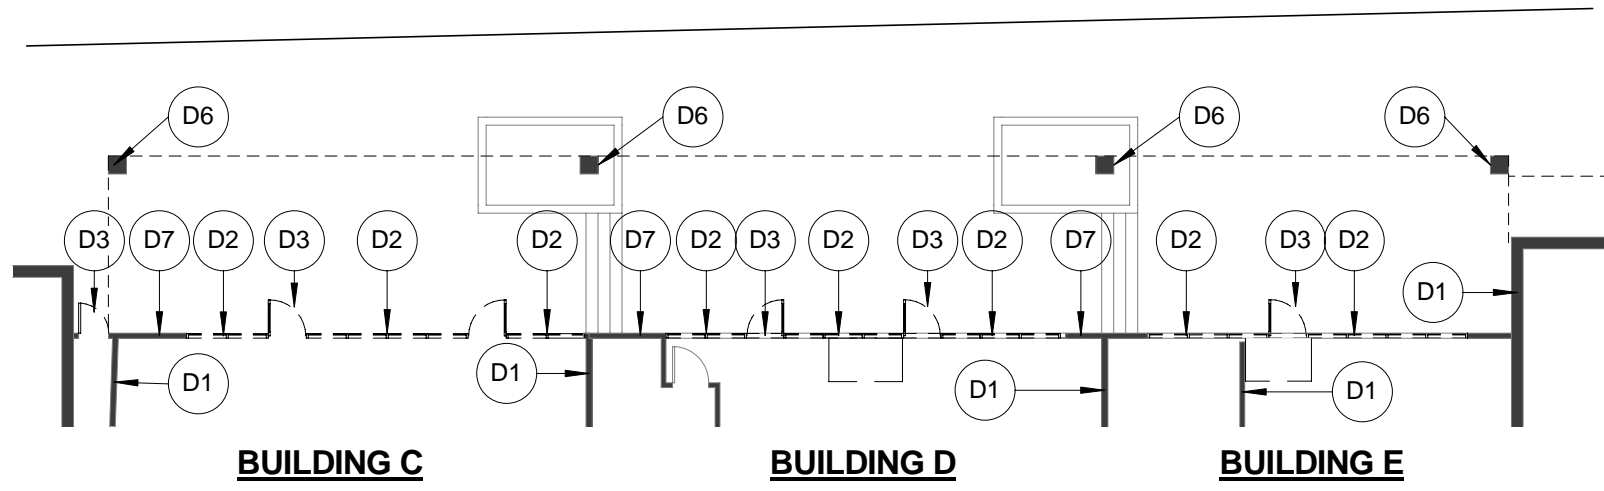 D6 D6 D6 D6
D3 D7 D2 D3 D2 D2 D7 D2 D3 D2 D3 D2 D7 D2 D3 D2
D1
D1 D1 D1 D1
BUILDING C BUILDING D BUILDING E